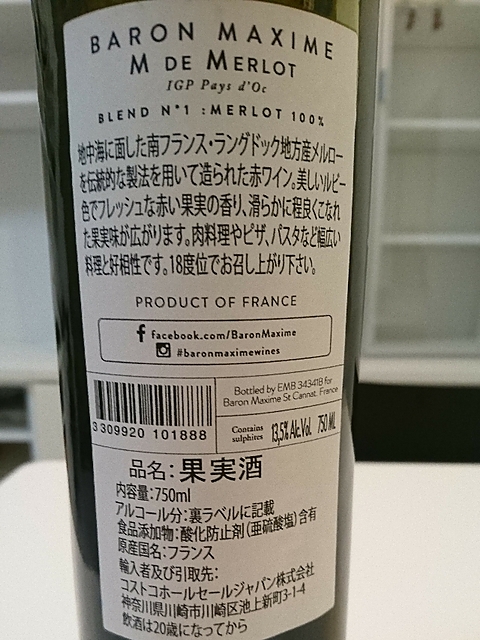 BARON MAXIME
M DE MERLOT
IGP Pays d'Oc
BLEND N°1 : MERLOT 100%
地中海に面した南フランス・ラングドック地方産メルロー
を伝統的な製法を用いて造られた赤ワイン。美しいルビー
色でフレッシュな赤い果実の香り、滑らかに程良くこなれ
た果実味が広がります。肉料理やピザ、パスタなど幅広い
料理と好相性です。18度位でお召し上がり下さい。
PRODUCT OF FRANCE
facebook.com/BaronMaxime
#baronmaximewines
3 309920 101888
Bottled by EMB 34341B for
Baron Maxime St Cannat, France
Contains
sulphites
13,5% Alc.Vol. 750 ML
品名：果実酒
内容量：750ml
アルコール分：裏ラベルに記載
食品添加物：酸化防止剤（亜硫酸塩）含有
原産国名：フランス
輸入者及び引取先：
コストコホールセールジャパン株式会社
神奈川県川崎市川崎区池上新町3-1-4
飲酒は20歳になってから